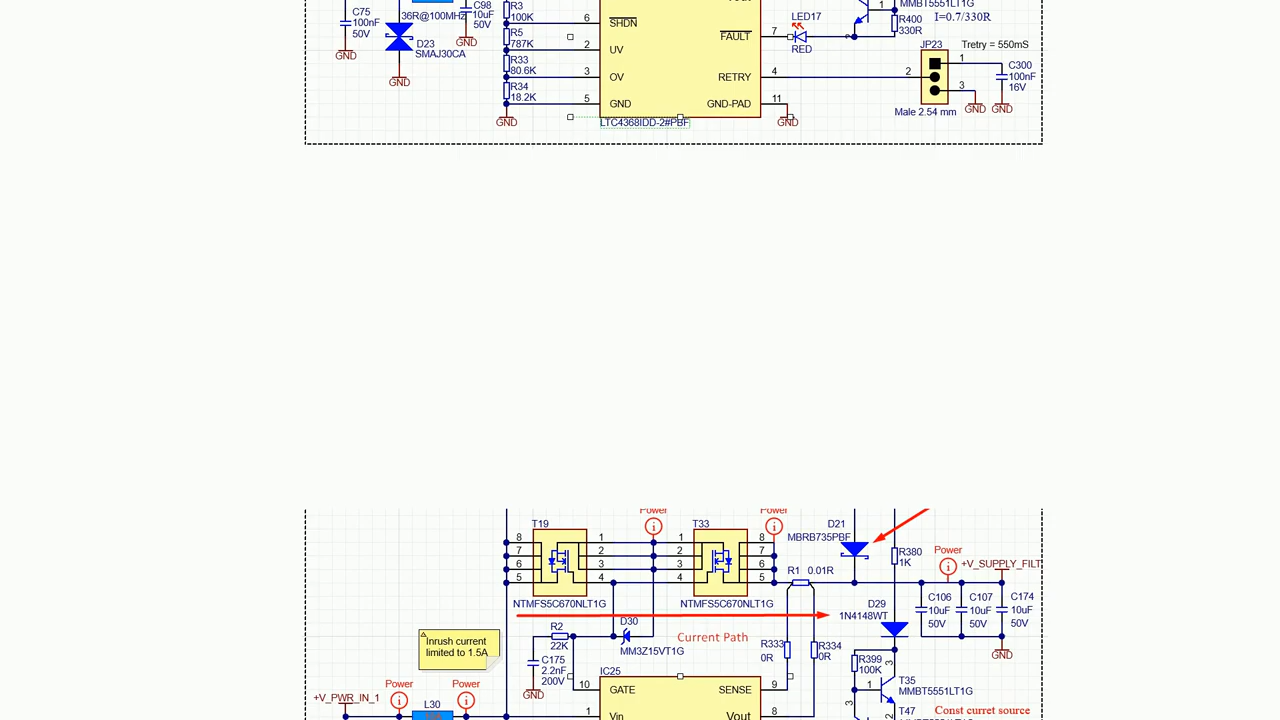 C75
100nF
50V
GND
36R@100MHZ
C98
10uF
50V
GND
D23
SMAJ30CA
GND
R3
100K
R5
787K
R33
80.6K
R34
18.2K
GND
6
SHDN
2
UV
3
OV
5
GND
FAULT
7
RETRY
4
GND-PAD
11
GND
LTC4368IDD-2#PBF
LED17
RED
1
2
MMBT5551LT1G
R400
330R
I=0.7/330R
JP23
Tretry = 550mS
1
2
3
C300
100nF
16V
GND
GND
Male 2.54 mm
T19
8
7
6
5
1
2
3
4
NTMFS5C670NLT1G
Power
T33
1
2
3
4
8
7
6
5
NTMFS5C670NLT1G
Power
D21
MBRB735PBF
R1
0.01R
R380
1K
Power
+V_SUPPLY_FILT
C106
10uF
50V
C107
10uF
50V
C174
10uF
50V
GND
D29
1N4148WT
Current Path
R2
22K
D30
MM3Z15VT1G
C175
2.2nF
200V
GND
R333
0R
R334
0R
R399
100K
3
1
T35
MMBT5551LT1G
T47
3
2
Const curret source
Inrush current
limited to 1.5A
IC25
10
GATE
SENSE
9
1
Vin
Vout
8
+V_PWR_IN_1
Power
Power
L30